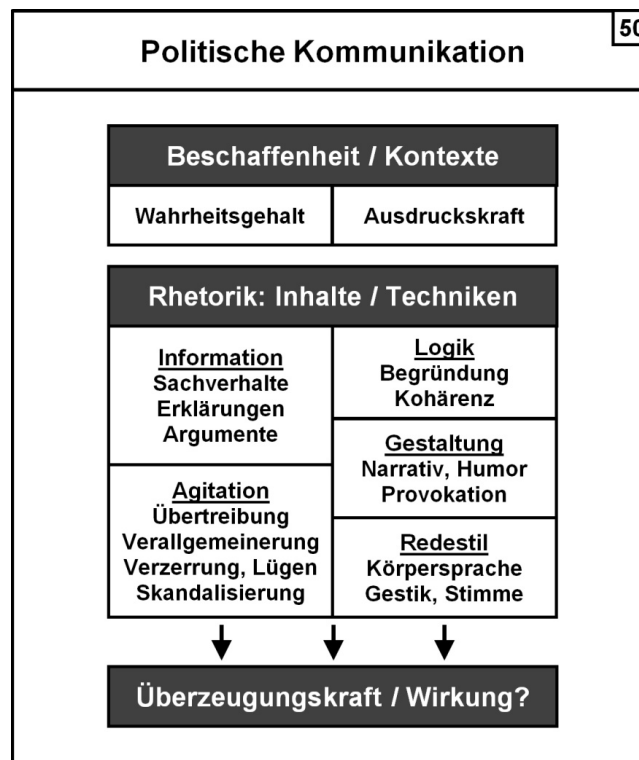 50
Politische Kommunikation
Beschaffenheit / Kontexte
Wahrheitsgehalt
Ausdruckskraft
Rhetorik: Inhalte / Techniken
Information
Sachverhalte
Erklärungen
Argumente
Agitation
Übertreibung
Verallgemeinerung
Verzerrung, Lügen
Skandalisierung
Logik
Begründung
Kohärenz
Gestaltung
Narrativ, Humor
Provokation
Redestil
Körpersprache
Gestik, Stimme
Überzeugungskraft / Wirkung?